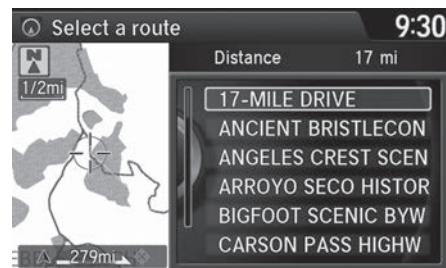 Select a route
9:30
N
1/2mi
279mi
Distance 17 mi
17-MILE DRIVE
ANCIENT BRISTLECON
ANGELES CREST SCEN
ARROYO SECO HISTOR
BIGFOOT SCENIC BYW
CARSON PASS HIGHW